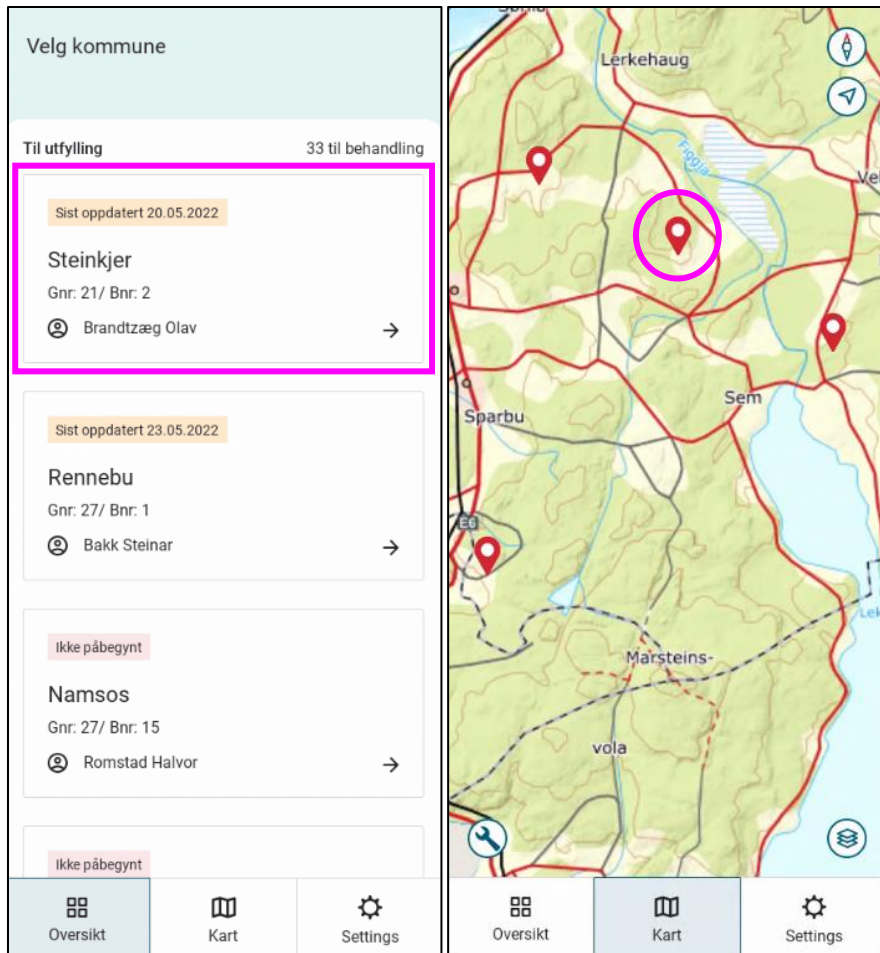 Velg kommune
Til utfylling
33 til behandling
Sist oppdatert 20.05.2022
Steinkjer
Gnr: 21/ Bnr: 2
Brandtzæg Olav
Sist oppdatert 23.05.2022
Rennebu
Gnr: 27/ Bnr: 1
Bakk Steinar
Ikke påbegynt
Namsos
Gnr: 27/ Bnr: 15
Romstad Halvor
Ikke påbegynt
Oversikt
Kart
Settings
Lerkehaug
Figgja
Sem
Sparbu
E6
Marsteins-
vola
Oversikt
Kart
Settings